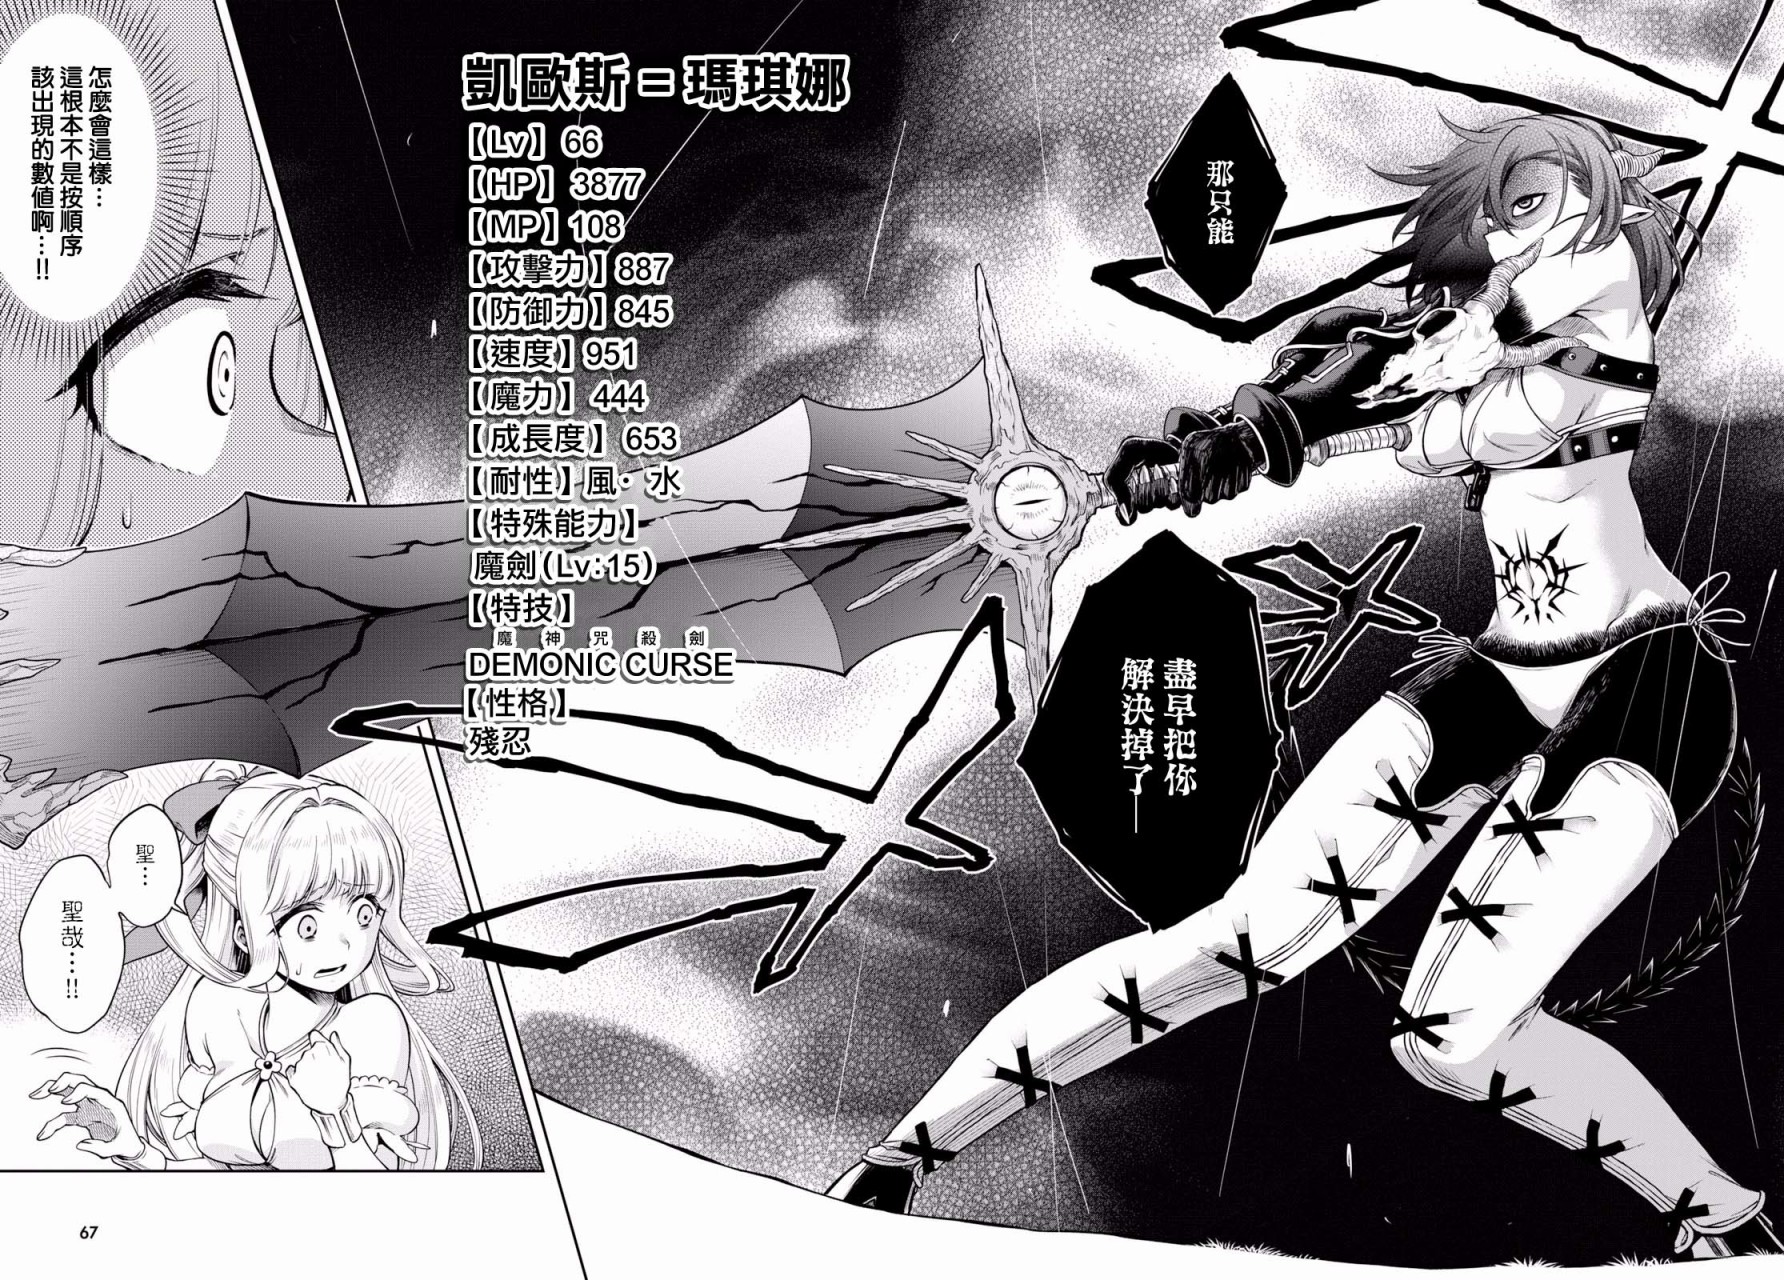 那只能
盡早把你
解決掉了—
凱歐斯=瑪琪娜
【Lv】 66
【HP】 3877
【MP】 108
【攻擊力】 887
【防御力】 845
【速度】 951
【魔力】 444
【成長度】 653
【耐性】 風·水
【特殊能力】
魔劍(Lv:15)
【特技】
魔神咒殺劍
DEMONIC CURSE
【性格】
殘忍
怎麼會這樣…
這根本不是按順序
該出現的數值啊…!!
聖…
聖哉…!!
67